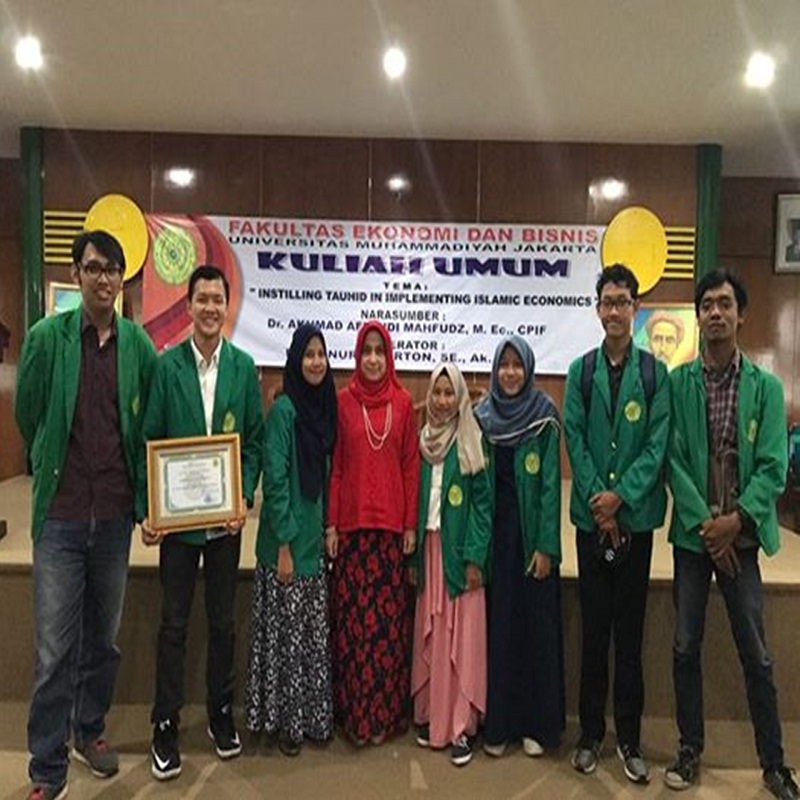 FAKULTAS EKONOMI DAN BISNIS
UNIVERSITAS MUHAMMADIYAH JAKARTA
KULIAH UMUM
TEMA:
" INSTILLING TAUHID IN IMPLEMENTING ISLAMIC ECONOMICS "
NARASUMBER :
Dr. MAHFUDZ, M. Ec., CPIF
SE., Ak.